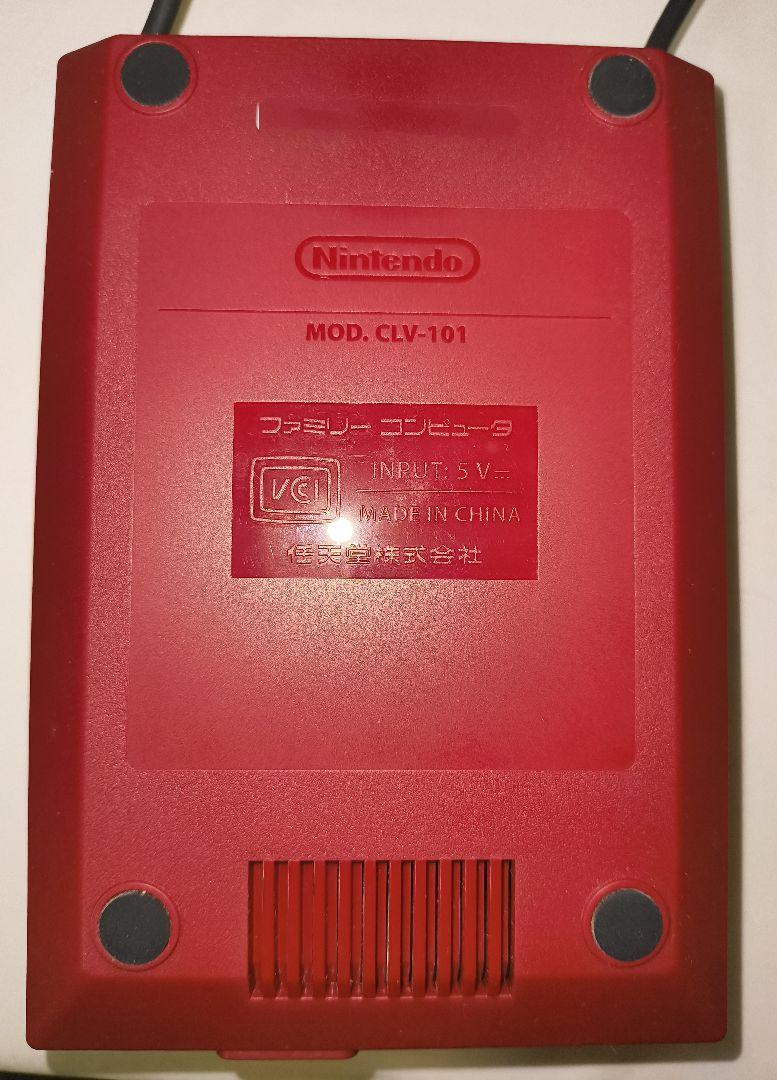 Nintendo
MOD. CLV-101
ファミリー コンピュータ
VCCI
INPUT: 5 V⎓
MADE IN CHINA
任天堂株式会社